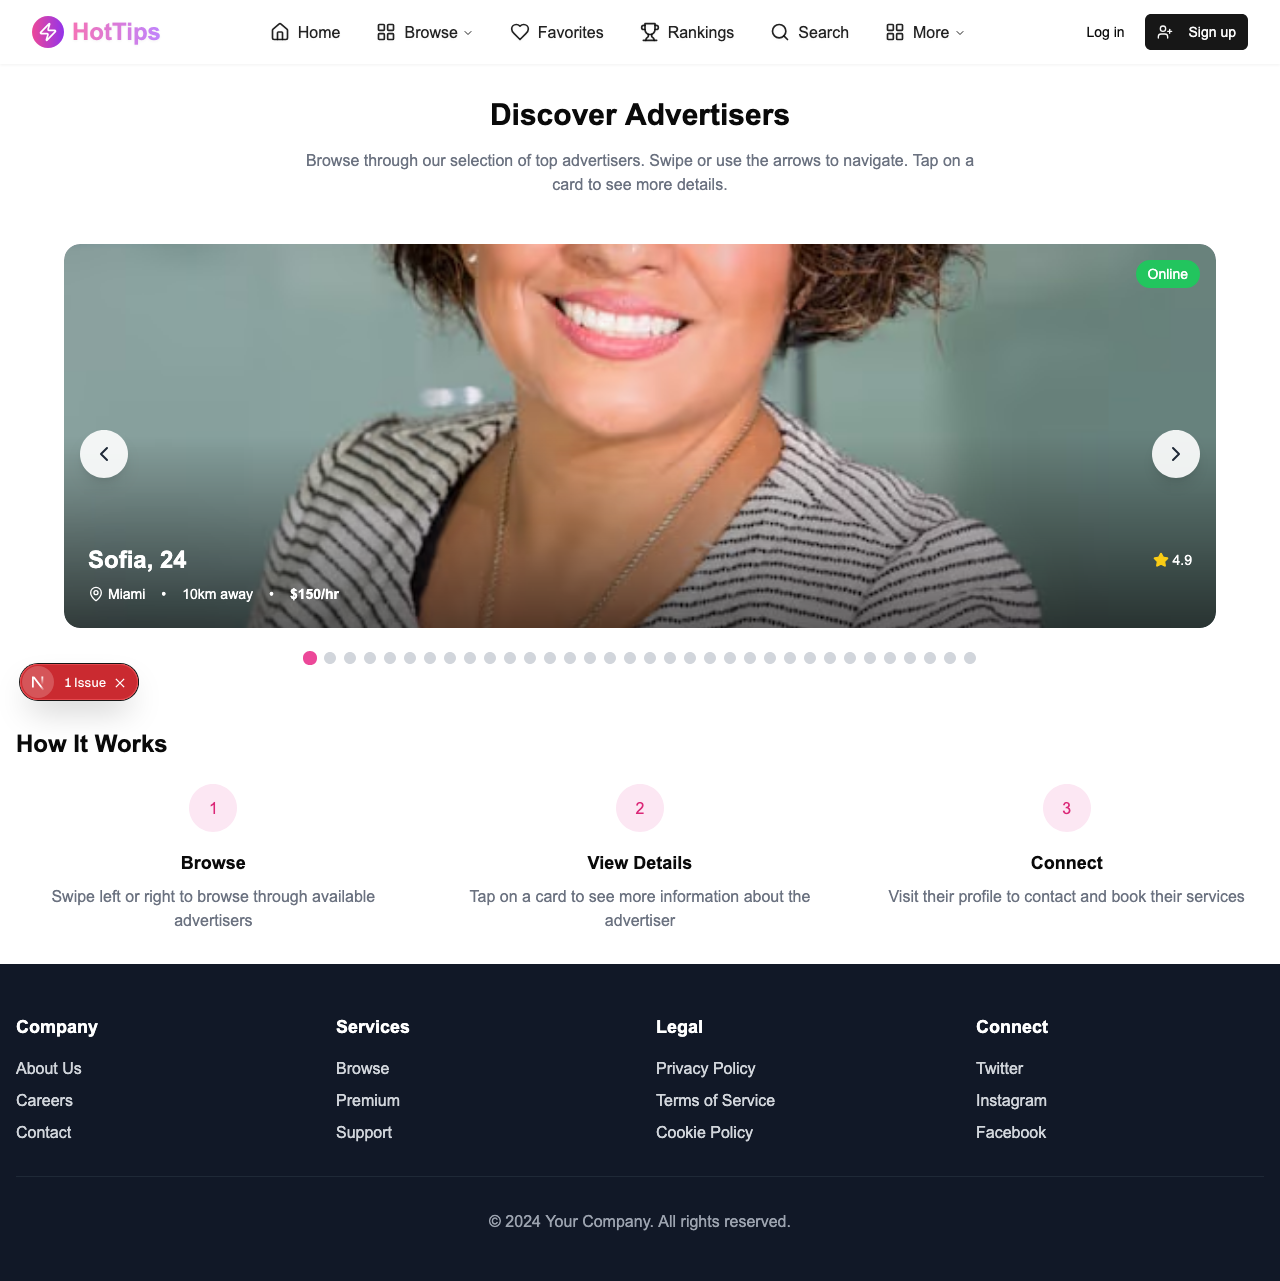 HotTips
Home
Browse
Favorites
Rankings
Search
More
Log in
Sign up
Discover Advertisers
Browse through our selection of top advertisers. Swipe or use the arrows to navigate. Tap on a
card to see more details.
Online
Sofia, 24
4.9
Miami • 10km away • $150/hr
1 Issue
How It Works
1
2
3
Browse
View Details
Connect
Swipe left or right to browse through available
advertisers
Tap on a card to see more information about the
advertiser
Visit their profile to contact and book their services
Company
Services
Legal
Connect
About Us
Browse
Privacy Policy
Twitter
Careers
Premium
Terms of Service
Instagram
Contact
Support
Cookie Policy
Facebook
© 2024 Your Company. All rights reserved.